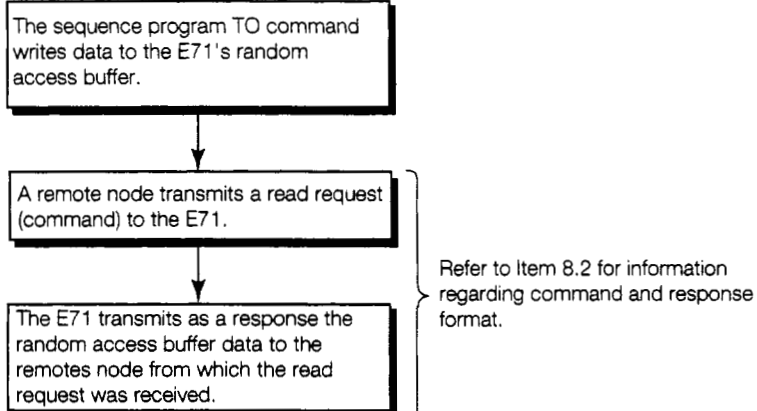 The sequence program TO command
writes data to the E71's random
access buffer.
A remote node transmits a read request
(command) to the E71.
Refer to Item 8.2 for information
regarding command and response
format.
The E71 transmits as a response the
random access buffer data to the
remotes node from which the read
request was received.